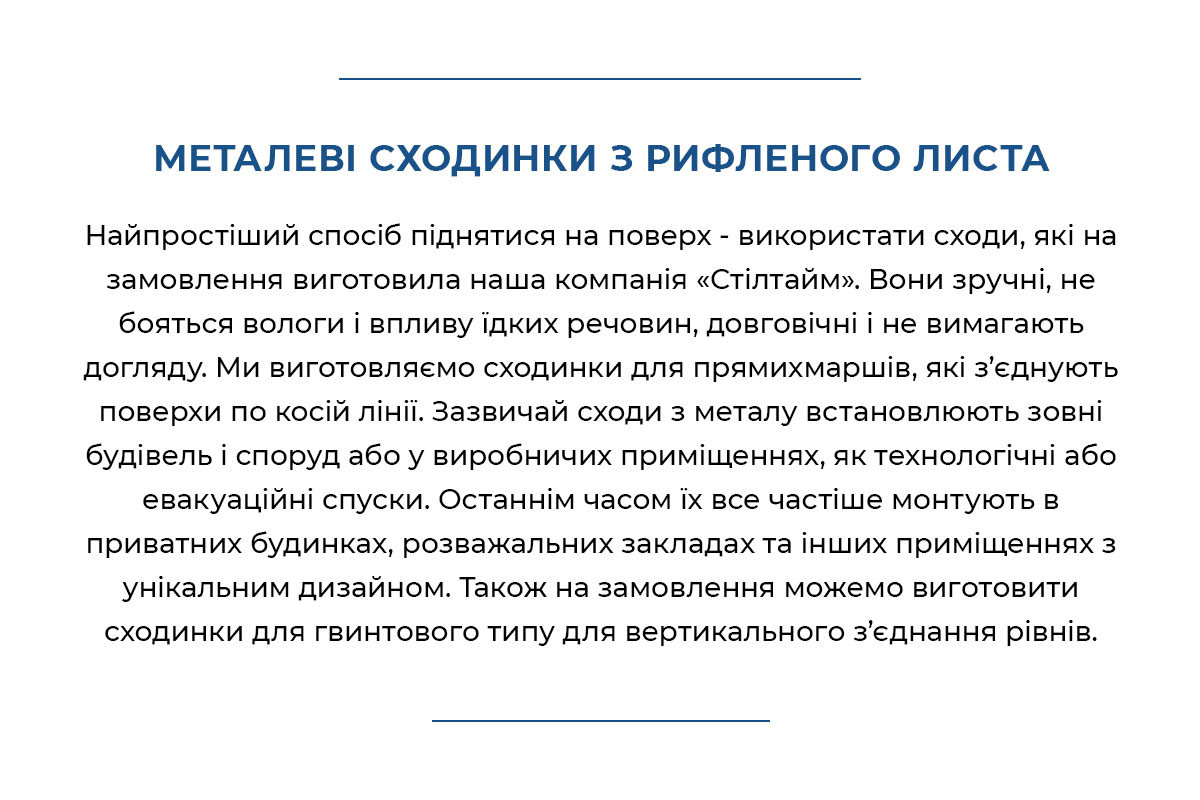 МЕТАЛЕВІ СХОДИНКИ З РИФЛЕНОГО ЛИСТА
Найпростіший спосіб піднятися на поверх - використати сходи, які на
замовлення виготовила наша компанія «Стілтайм». Вони зручні, не
бояться вологи і впливу їдких речовин, довговічні і не вимагають
догляду. Ми виготовляємо сходинки для прямихмаршів, які з’єднують
поверхи по косій лінії. Зазвичай сходи з металу встановлюють зовні
будівель і споруд або у виробничих приміщеннях, як технологічні або
евакуаційні спуски. Останнім часом їх все частіше монтують в
приватних будинках, розважальних закладах та інших приміщеннях з
унікальним дизайном. Також на замовлення можемо виготовити
сходинки для гвинтового типу для вертикального з’єднання рівнів.